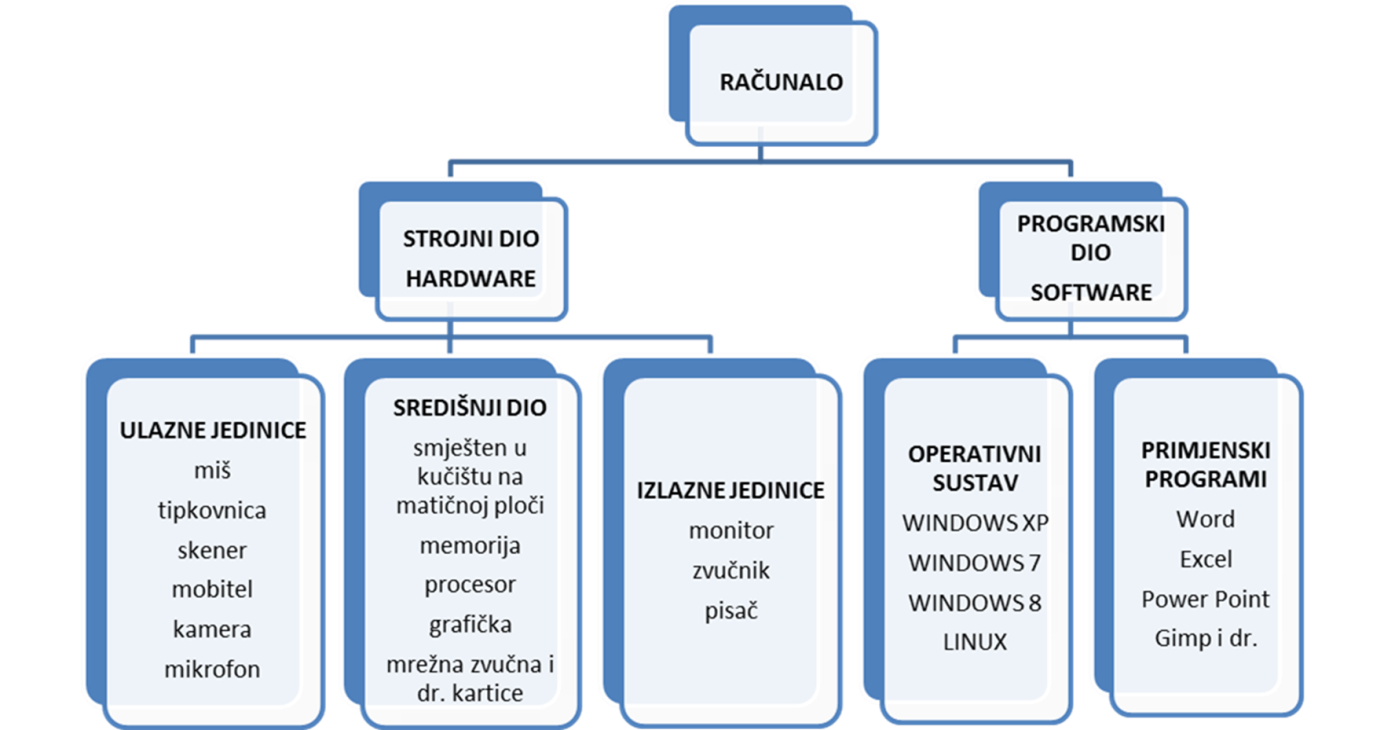 RAČUNALO
STROJNI DIO
HARDWARE
PROGRAMSKI
DIO
SOFTWARE
ULAZNE JEDINICE
miš
tipkovnica
skener
mobitel
kamera
mikrofon
SREDIŠNJI DIO
smješten u
kučištu na
matičnoj ploči
memorija
procesor
grafička
mrežna zvučna i
dr. kartice
IZLAZNE JEDINICE
monitor
zvučnik
pisač
OPERATIVNI
SUSTAV
WINDOWS XP
WINDOWS 7
WINDOWS 8
LINUX
PRIMJENSKI
PROGRAMI
Word
Excel
Power Point
Gimp i dr.